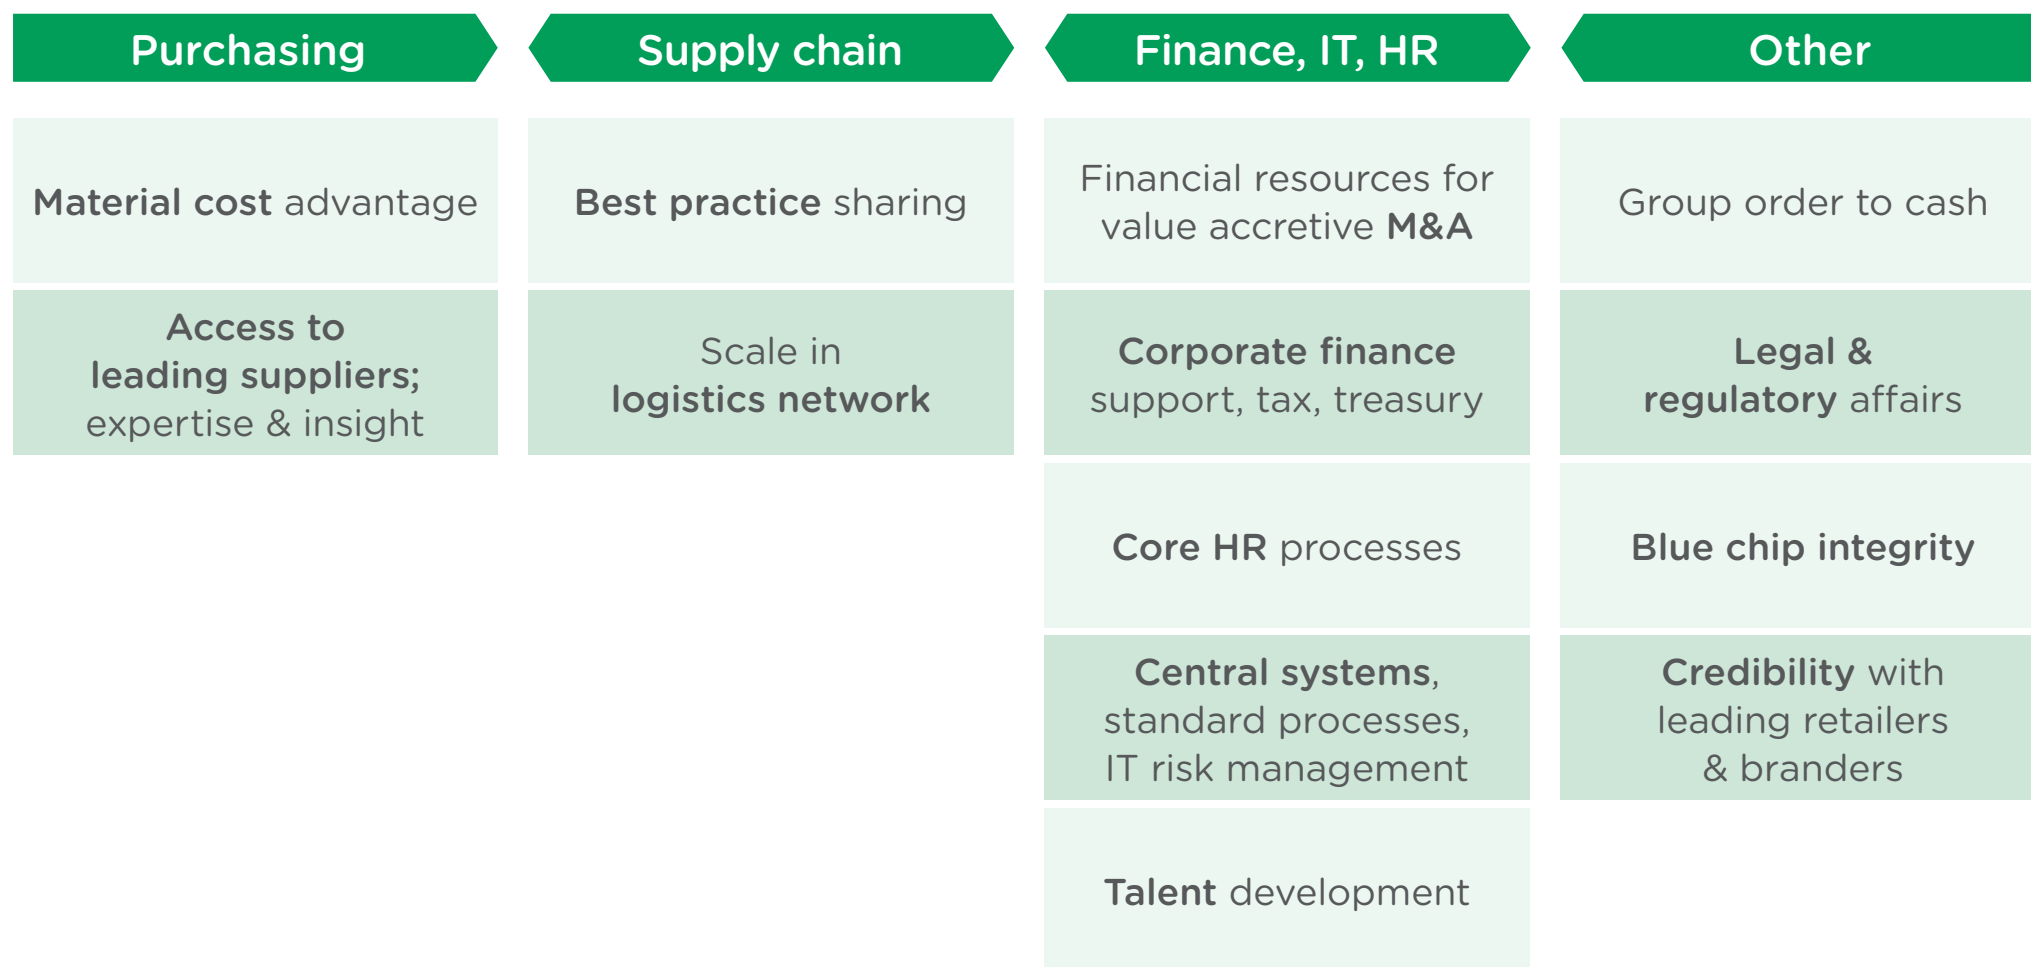 Purchasing
Material cost advantage
Access to
leading suppliers;
expertise & insight
Supply chain
Best practice sharing
Scale in
logistics network
Finance, IT, HR
Financial resources for
value accretive M&A
Corporate finance
support, tax, treasury
Core HR processes
Central systems,
standard processes,
IT risk management
Talent development
Other
Group order to cash
Legal &
regulatory affairs
Blue chip integrity
Credibility with
leading retailers
& branders